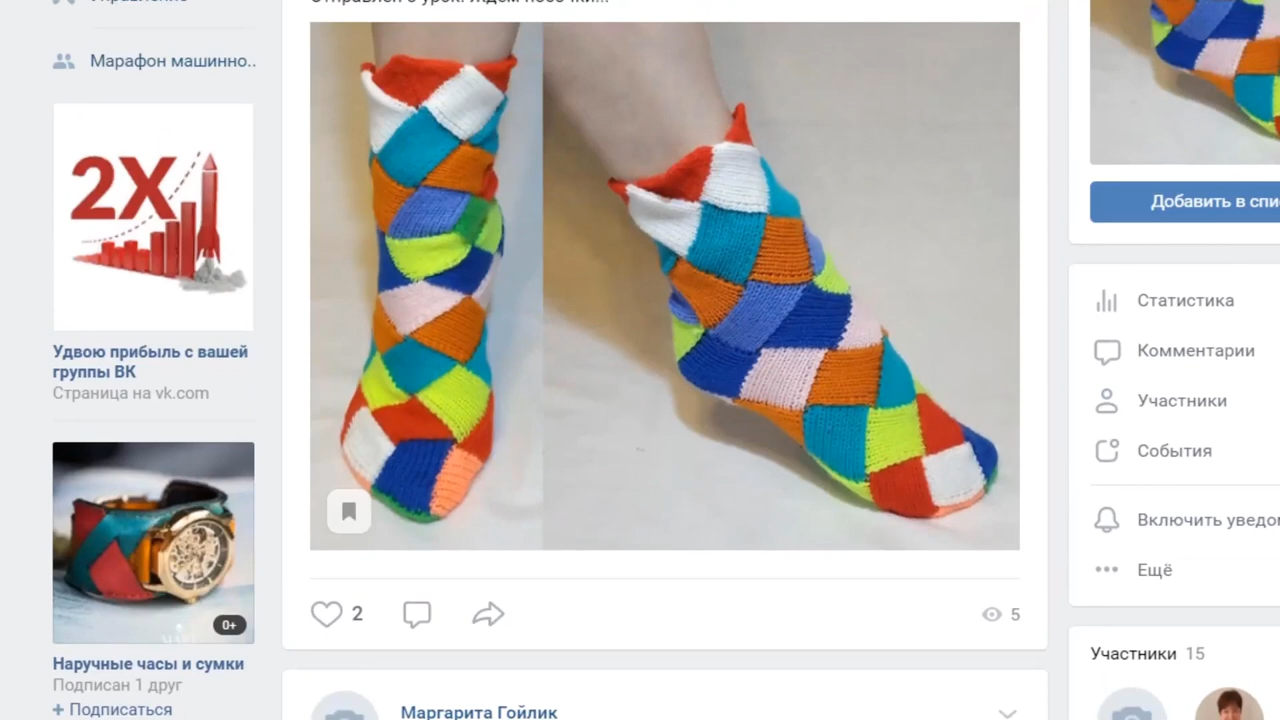 Управление
Марафон машинно..
2X
Удвою прибыль с вашей
группы ВК
Страница на vk.com
0+
Наручные часы и сумки
Подписан 1 друг
+ Подписаться
2
5
Маргарита Гойлик
Добавить в спи
Статистика
Комментарии
Участники
События
Включить уведо
Ещё
Участники 15